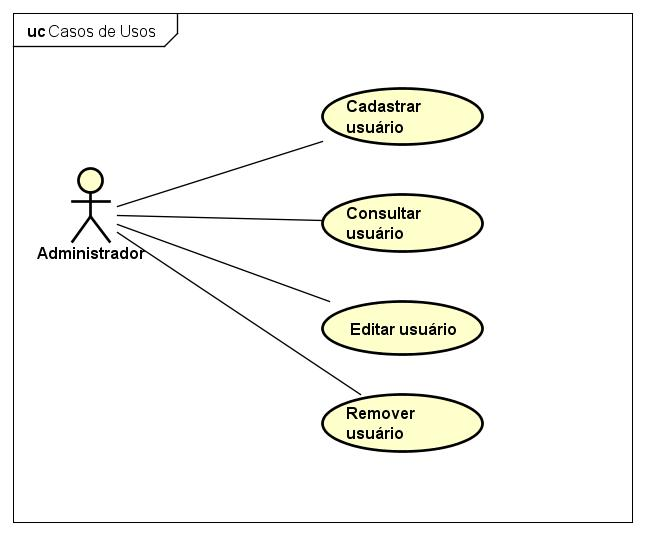 uc Casos de Usos
Cadastrar
usuário
Consultar
usuário
Administrador
Editar usuário
Remover
usuário